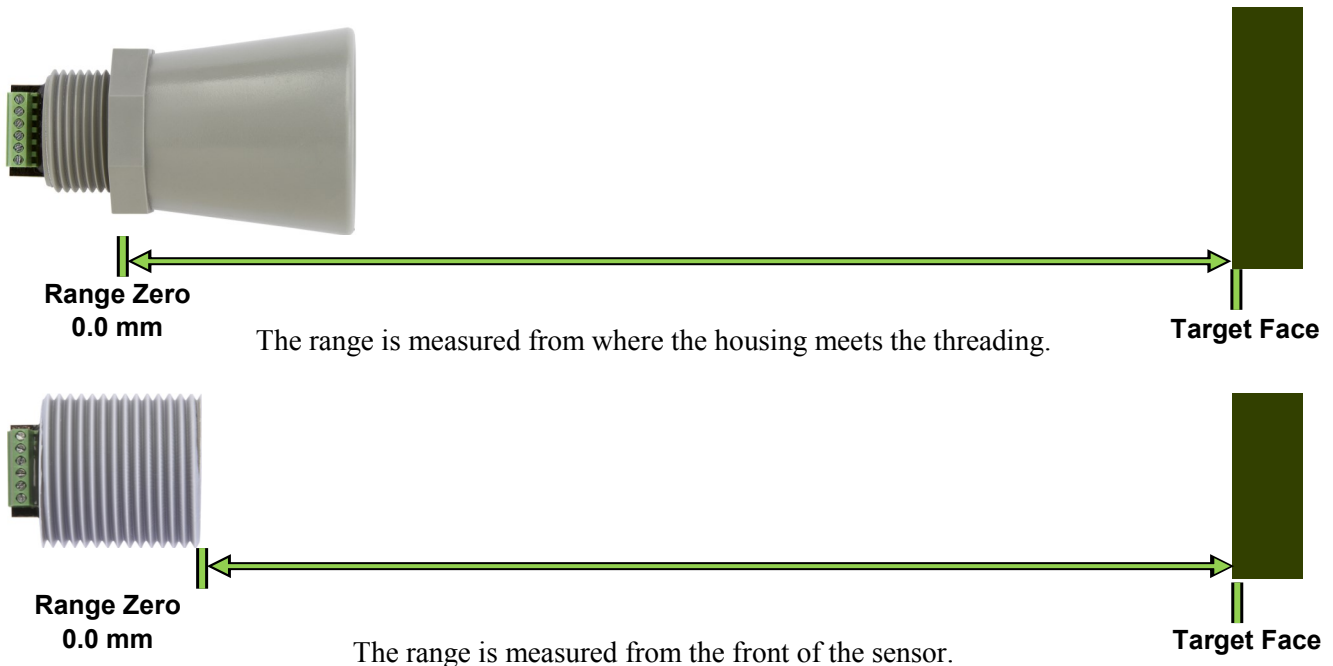 Range Zero
0.0 mm
The range is measured from where the housing meets the threading.
Target Face
Range Zero
0.0 mm
The range is measured from the front of the sensor.
Target Face